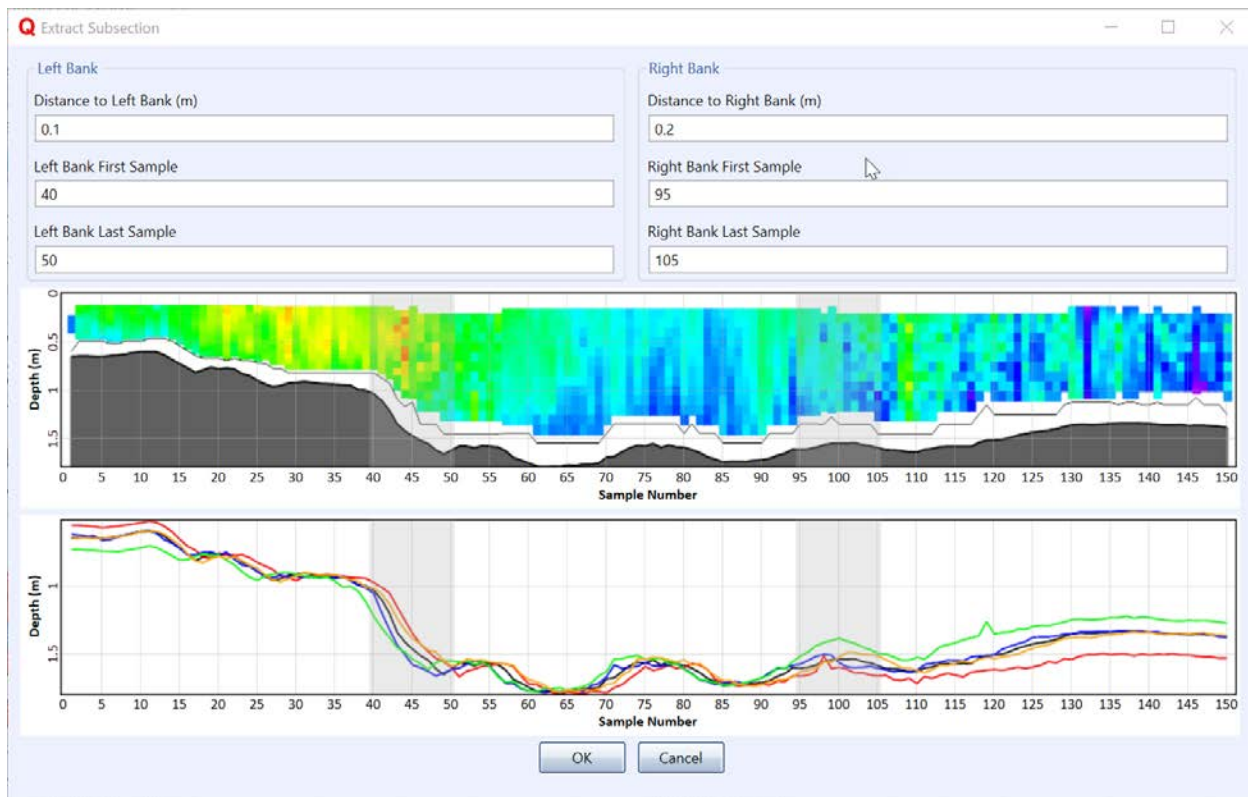 Q Extract Subsection
Left Bank
Right Bank
Distance to Left Bank (m)
Distance to Right Bank (m)
0.1
0.2
Left Bank First Sample
Right Bank First Sample
40
95
Left Bank Last Sample
Right Bank Last Sample
50
105
0
0.5
1
1.5
Depth (m)
0 5 10 15 20 25 30 35 40 45 50 55 60 65 70 75 80 85 90 95 100 105 110 115 120 125 130 135 140 145 150
Sample Number
1
1.5
Depth (m)
0 5 10 15 20 25 30 35 40 45 50 55 60 65 70 75 80 85 90 95 100 105 110 115 120 125 130 135 140 145 150
Sample Number
OK
Cancel